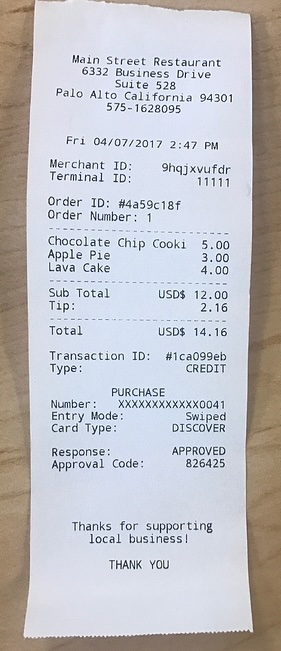 Main Street Restaurant
6332 Business Drive
Suite 528
Palo Alto California 94301
575-1628095
Fri 04/07/2017 2:47 PM
Merchant ID: 9hqjxvufdr
Terminal ID: 11111
Order ID: #4a59c18f
Order Number: 1
Chocolate Chip Cooki 5.00
Apple Pie 3.00
Lava Cake 4.00
Sub Total USD$ 12.00
Tip: 2.16
Total USD$ 14.16
Transaction ID: #1ca099eb
Type: CREDIT
PURCHASE
Number: XXXXXXXXXXXX0041
Entry Mode: Swiped
Card Type: DISCOVER
Response: APPROVED
Approval Code: 826425
Thanks for supporting
local business!
THANK YOU